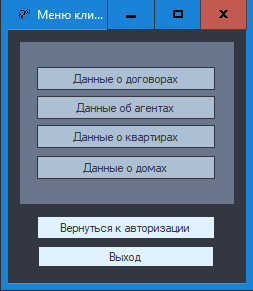 Меню кли...
Данные о договорах
Данные об агентах
Данные о квартирах
Данные о домах
Вернуться к авторизации
Выход